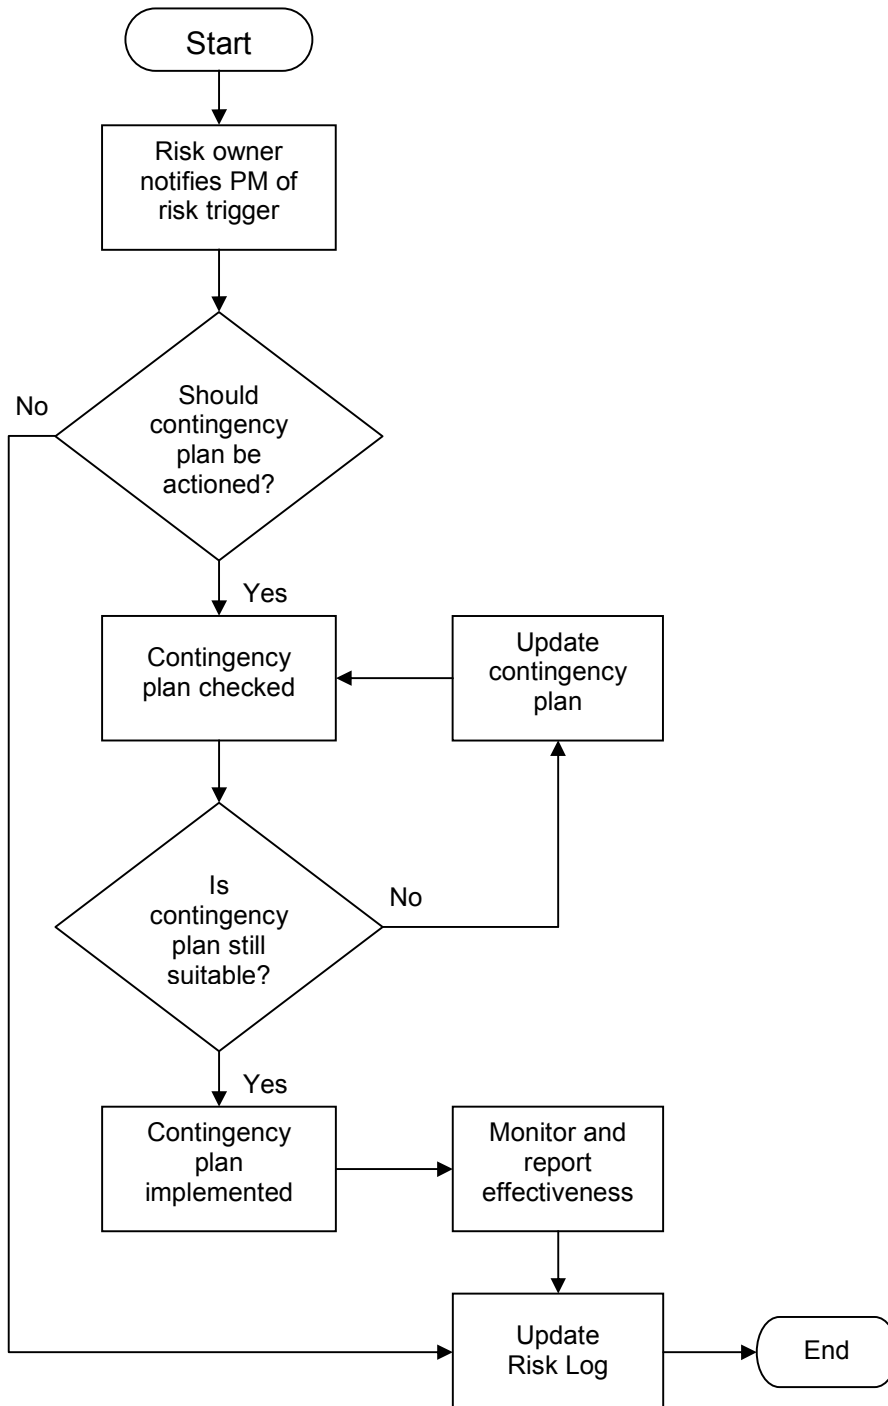 Start
Risk owner
notifies PM of
risk trigger
Should
contingency
plan be
actioned?
No
Yes
Contingency
plan checked
Update
contingency
plan
Is
contingency
plan still
suitable?
No
Yes
Contingency
plan
implemented
Monitor and
report
effectiveness
Update
Risk Log
End